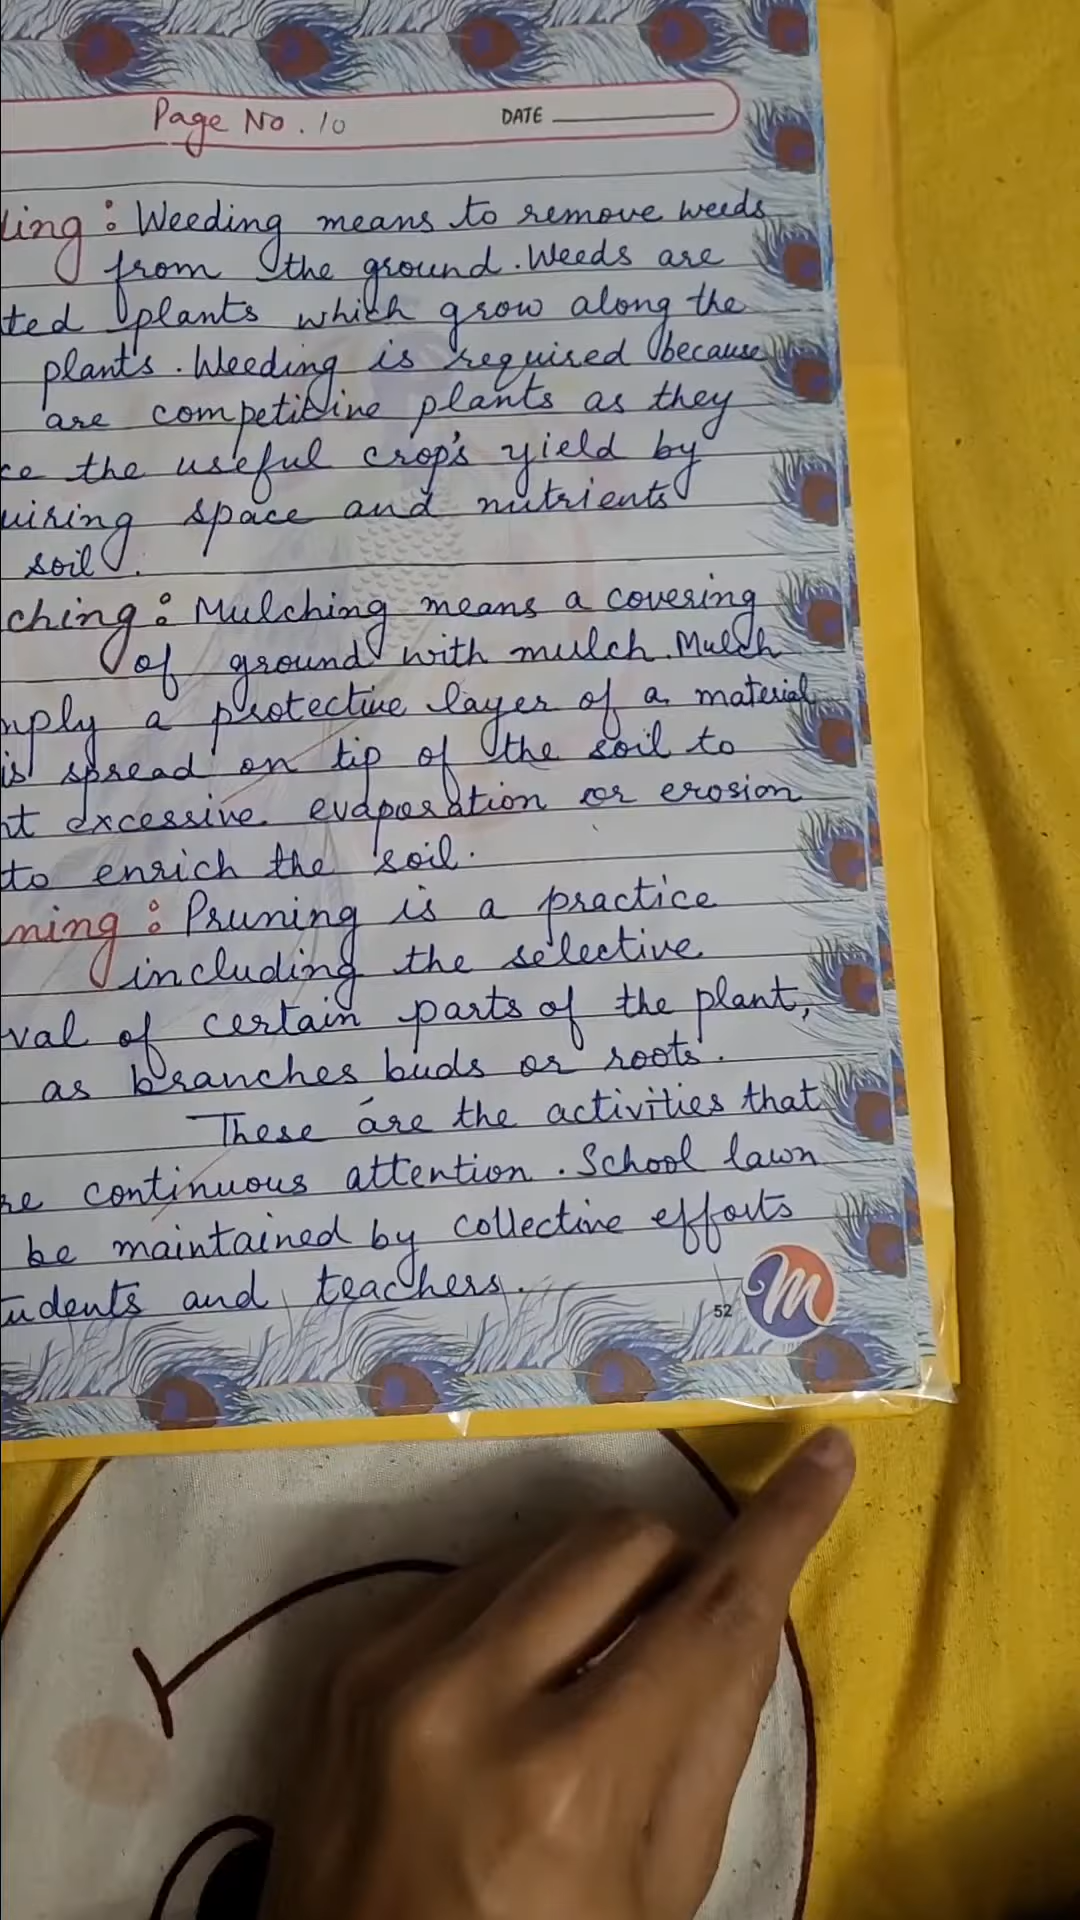 Page No. 10
DATE
ling : Weeding means to remove weeds
from the ground. Weeds are
ted plants which grow along the
plants. Weeding is required because
are competitive plants as they
ce the useful crop's yield by
uiring space and nutrients
soil.
ching : Mulching means a covering
of ground with mulch. Mulch
mply a protective layer of a material
is spread on tip of the soil to
nt excessive evaporation or erosion
to enrich the soil.
ning : Pruning is a practice
including the selective
val of certain parts of the plant,
as branches buds or roots.
These are the activities that
re continuous attention. School lawn
be maintained by collective efforts
udents and teachers.
52
M